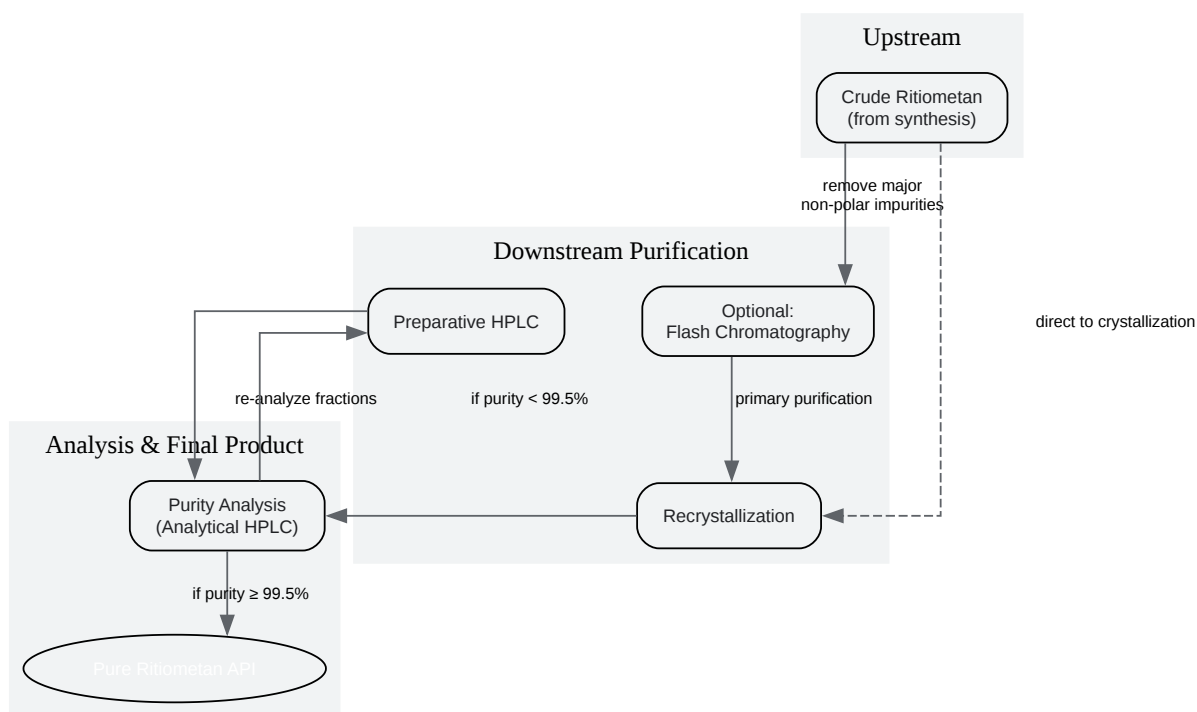 Upstream
Crude Ritiometan
(from synthesis)
remove major
non-polar impurities
Downstream Purification
Preparative HPLC
Optional:
Flash Chromatography
direct to crystallization
re-analyze fractions
if purity < 99.5%
primary purification
Analysis & Final Product
Purity Analysis
(Analytical HPLC)
Recrystallization
if purity ≥ 99.5%
Pure Ritiometan API